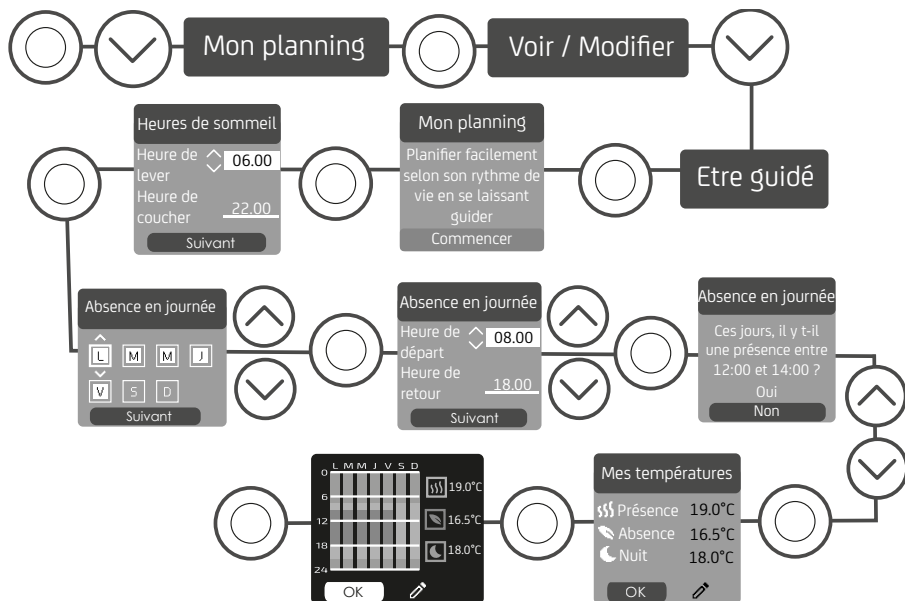 Mon planning
Voir / Modifier
Etre guidé
Mon planning
Planifier facilement
selon son rythme de
vie en se laissant
guider
Commencer
Heures de sommeil
Heure de
lever
06.00
Heure de
coucher
22.00
Suivant
Absence en journée
L M M J
V S D
Suivant
Absence en journée
Heure de
départ
08.00
Heure de
retour
18.00
Suivant
Absence en journée
Ces jours, il y t-il
une présence entre
12:00 et 14:00 ?
Oui
Non
Mes températures
Présence 19.0°C
Absence 16.5°C
Nuit 18.0°C
OK
L M M J V S D
0
6
12
18
24
19.0°C
16.5°C
18.0°C
OK